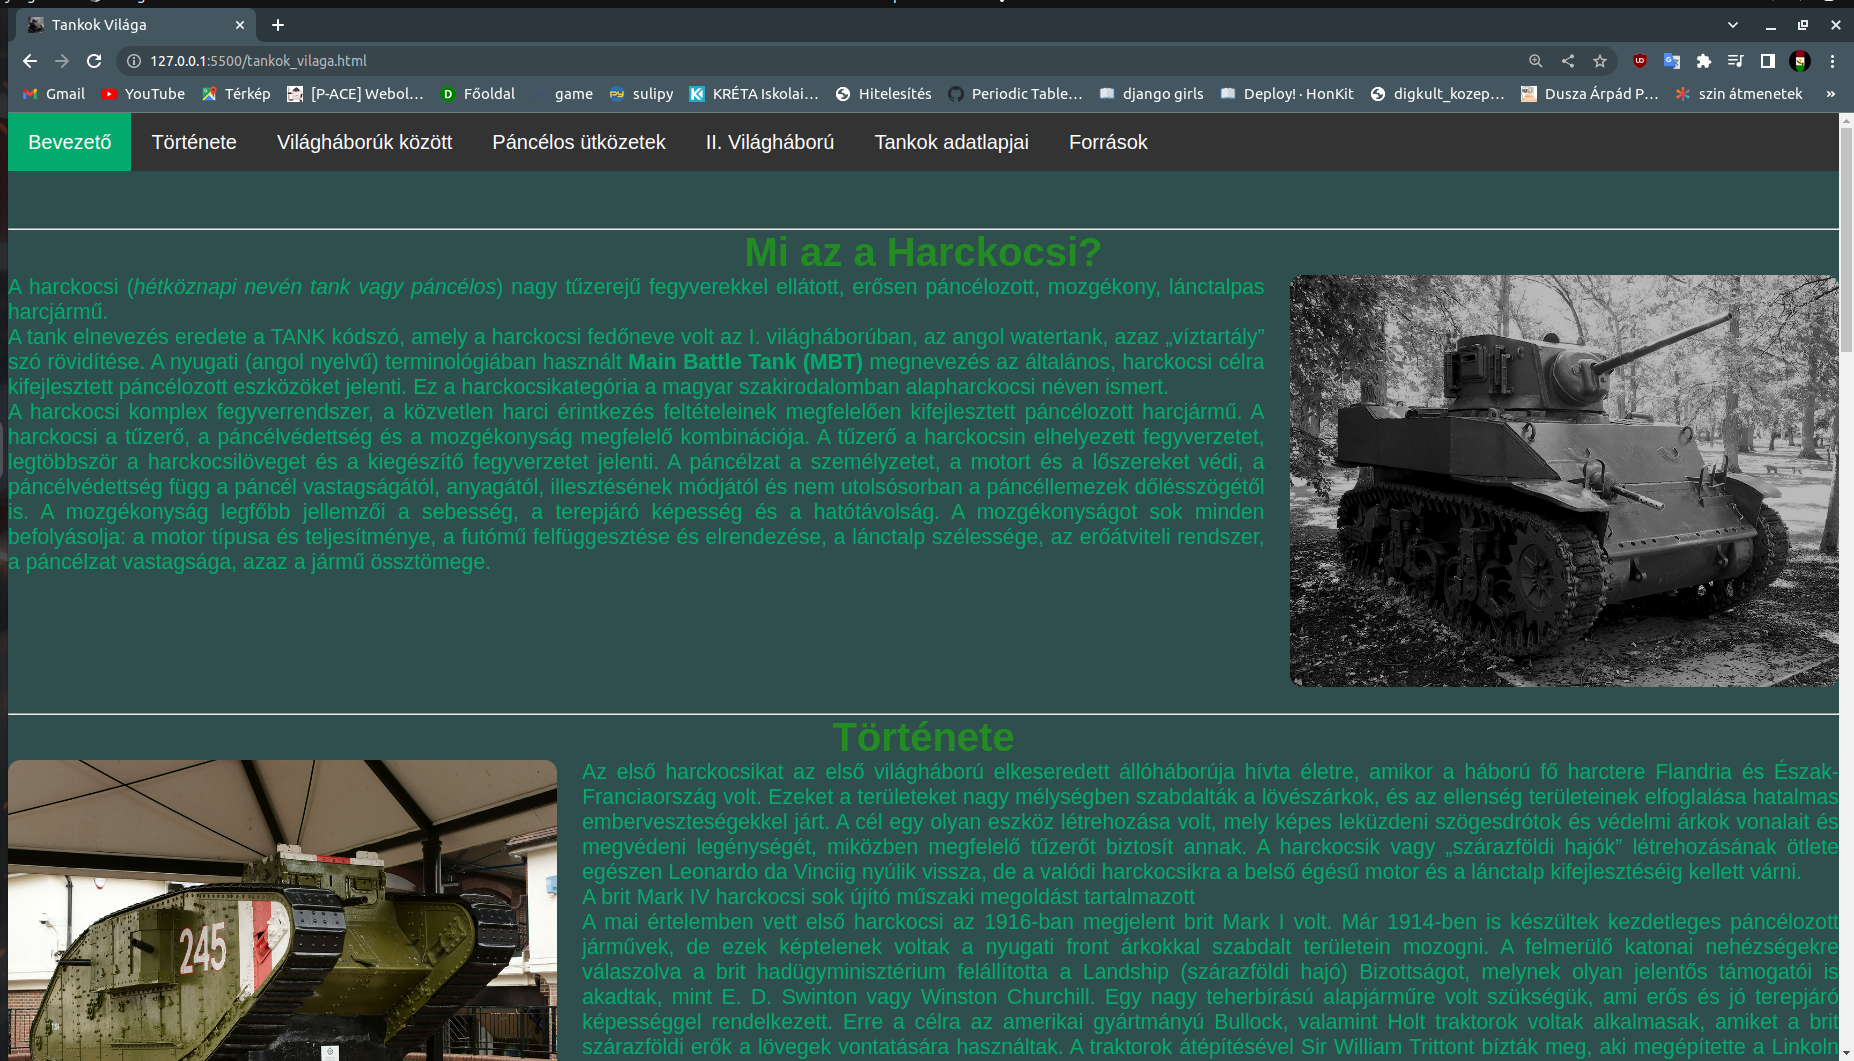 Tankok Világa
127.0.0.1:5500/tankok_vilaga.html
Gmail YouTube Térkép [P-ACE] Webol... Főoldal game sulipy KRÉTA Iskolai... Hitelesítés Periodic Table... django girls Deploy! · HonKit digkult_kozep... Dusza Árpád P... szin átmenetek »
Bevezető Története Világháborúk között Páncélos ütközetek II. Világháború Tankok adatlapjai Források
Mi az a Harckocsi?
A harckocsi (hétköznapi nevén tank vagy páncélos) nagy tűzerejű fegyverekkel ellátott, erősen páncélozott, mozgékony, lánctalpas
harcjármű.
A tank elnevezés eredete a TANK kódszó, amely a harckocsi fedőneve volt az I. világháborúban, az angol watertank, azaz „víztartály”
szó rövidítése. A nyugati (angol nyelvű) terminológiában használt Main Battle Tank (MBT) megnevezés az általános, harckocsi célra
kifejlesztett páncélozott eszközöket jelenti. Ez a harckocsikategória a magyar szakirodalomban alapharckocsi néven ismert.
A harckocsi komplex fegyverrendszer, a közvetlen harci érintkezés feltételeinek megfelelően kifejlesztett páncélozott harcjármű. A
harckocsi a tűzerő, a páncélvédettség és a mozgékonyság megfelelő kombinációja. A tűzerő a harckocsin elhelyezett fegyverzetet,
legtöbbször a harckocsilöveget és a kiegészítő fegyverzetet jelenti. A páncélzat a személyzetet, a motort és a lőszereket védi, a
páncélvédettség függ a páncél vastagságától, anyagától, illesztésének módjától és nem utolsósorban a páncéllemezek dőlésszögétől
is. A mozgékonyság legfőbb jellemzői a sebesség, a terepjáró képesség és a hatótávolság. A mozgékonyságot sok minden
befolyásolja: a motor típusa és teljesítménye, a futómű felfüggesztése és elrendezése, a lánctalp szélessége, az erőátviteli rendszer,
a páncélzat vastagsága, azaz a jármű össztömege.
Története
Az első harckocsikat az első világháború elkeseredett állóháborúja hívta életre, amikor a háború fő harctere Flandria és Észak-
Franciaország volt. Ezeket a területeket nagy mélységben szabdalták a lövészárkok, és az ellenség területeinek elfoglalása hatalmas
emberveszteségekkel járt. A cél egy olyan eszköz létrehozása volt, mely képes leküzdeni szögesdrótok és védelmi árkok vonalait és
megvédeni legénységét, miközben megfelelő tűzerőt biztosít annak. A harckocsik vagy „szárazföldi hajók” létrehozásának ötlete
egészen Leonardo da Vinciig nyúlik vissza, de a valódi harckocsikra a belső égésű motor és a lánctalp kifejlesztéséig kellett várni.
A brit Mark IV harckocsi sok újító műszaki megoldást tartalmazott
A mai értelemben vett első harckocsi az 1916-ban megjelent brit Mark I volt. Már 1914-ben is készültek kezdetleges páncélozott
járművek, de ezek képtelenek voltak a nyugati front árkokkal szabdalt területein mozogni. A felmerülő katonai nehézségekre
válaszolva a brit hadügyminisztérium felállította a Landship (szárazföldi hajó) Bizottságot, melynek olyan jelentős támogatói is
akadtak, mint E. D. Swinton vagy Winston Churchill. Egy nagy teherbírású alapjárműre volt szükségük, ami erős és jó terepjáró
képességgel rendelkezett. Erre a célra az amerikai gyártmányú Bullock, valamint Holt traktorok voltak alkalmasak, amiket a brit
szárazföldi erők a lövegek vontatására használtak. A traktorok átépítésével Sir William Trittont bízták meg, aki megépítette a Linkoln
245